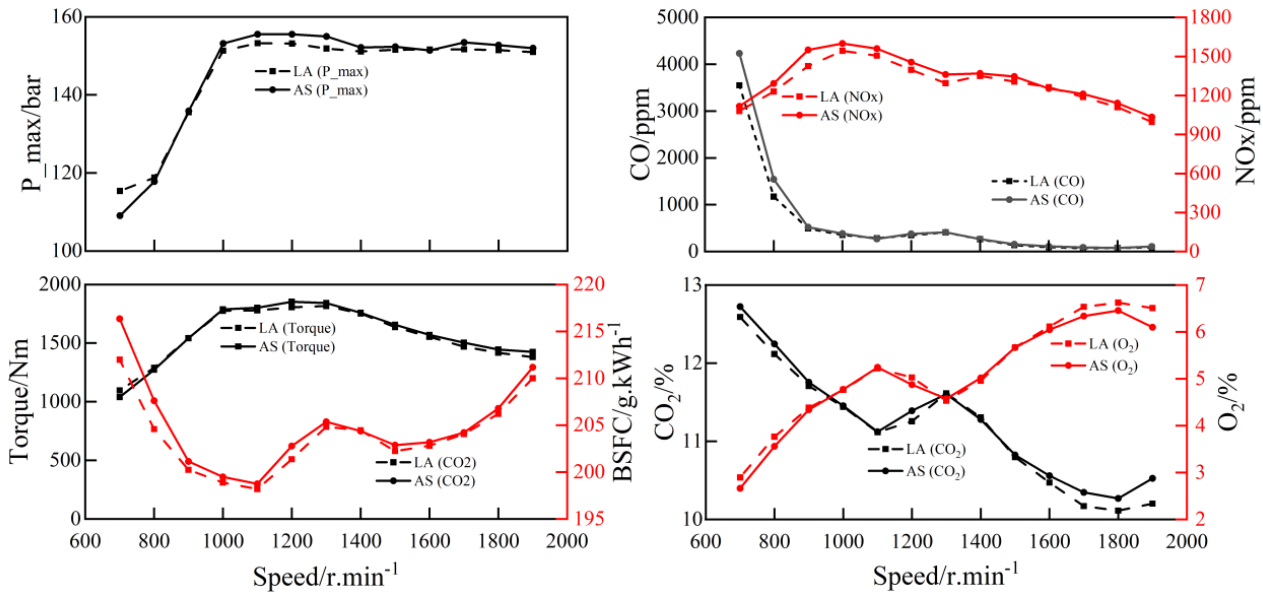 P_max/bar
160
140
120
100
LA (P_max)
AS (P_max)
CO/ppm
5000
4000
3000
2000
1000
0
LA (NOx)
AS (NOx)
LA (CO)
AS (CO)
1800
1500
1200
900
600
300
0
NOx/ppm
Torque/Nm
2000
1500
1000
500
0
LA (Torque)
AS (Torque)
LA (CO2)
AS (CO2)
220
215
210
205
200
195
BSFC/g.kWh⁻¹
600 800 1000 1200 1400 1600 1800 2000
Speed/r.min⁻¹
CO₂/%
13
12
11
10
LA (O₂)
AS (O₂)
LA (CO₂)
AS (CO₂)
7
6
5
4
3
2
O₂/%
600 800 1000 1200 1400 1600 1800 2000
Speed/r.min⁻¹